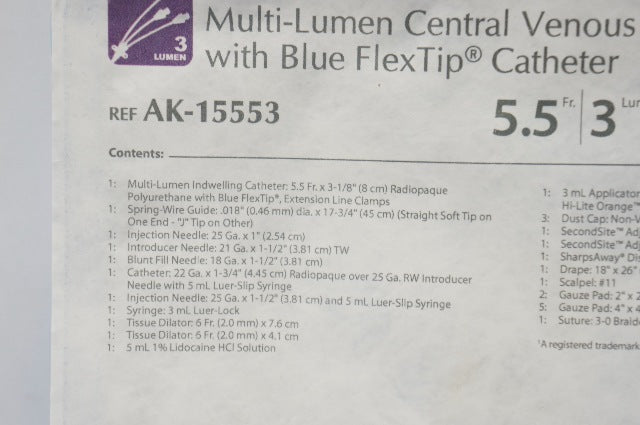 3
LUMEN
Multi-Lumen Central Venous
with Blue FlexTip® Catheter
REF AK-15553
5.5 Fr. 3 Lu
Contents:
1: Multi-Lumen Indwelling Catheter: 5.5 Fr. x 3-1/8" (8 cm) Radiopaque
Polyurethane with Blue FlexTip®, Extension Line Clamps
1: Spring-Wire Guide: .018" (0.46 mm) dia. x 17-3/4" (45 cm) (Straight Soft Tip on
One End - "J" Tip on Other)
1: Injection Needle: 25 Ga. x 1" (2.54 cm)
1: Introducer Needle: 21 Ga. x 1-1/2" (3.81 cm) TW
1: Blunt Fill Needle: 18 Ga. x 1-1/2" (3.81 cm)
1: Catheter: 22 Ga. x 1-3/4" (4.45 cm) Radiopaque over 25 Ga. RW Introducer
Needle with 5 mL Luer-Slip Syringe
1: Injection Needle: 25 Ga. x 1-1/2" (3.81 cm) and 5 mL Luer-Slip Syringe
1: Syringe: 3 mL Luer-Lock
1: Tissue Dilator: 6 Fr. (2.0 mm) x 7.6 cm
1: Tissue Dilator: 6 Fr. (2.0 mm) x 4.1 cm
1: 5 mL 1% Lidocaine HCl Solution
1: 3 mL Applicator
Hi-Lite Orange™
3: Dust Cap: Non-V
1: SecondSite™ Adj
1: SecondSite™ Adj
1: SharpsAway® Dis
1: Drape: 18" x 26"
1: Scalpel: #11
2: Gauze Pad: 2" x 2
5: Gauze Pad: 4" x 4
1: Suture: 3-0 Braide
¹A registered trademark